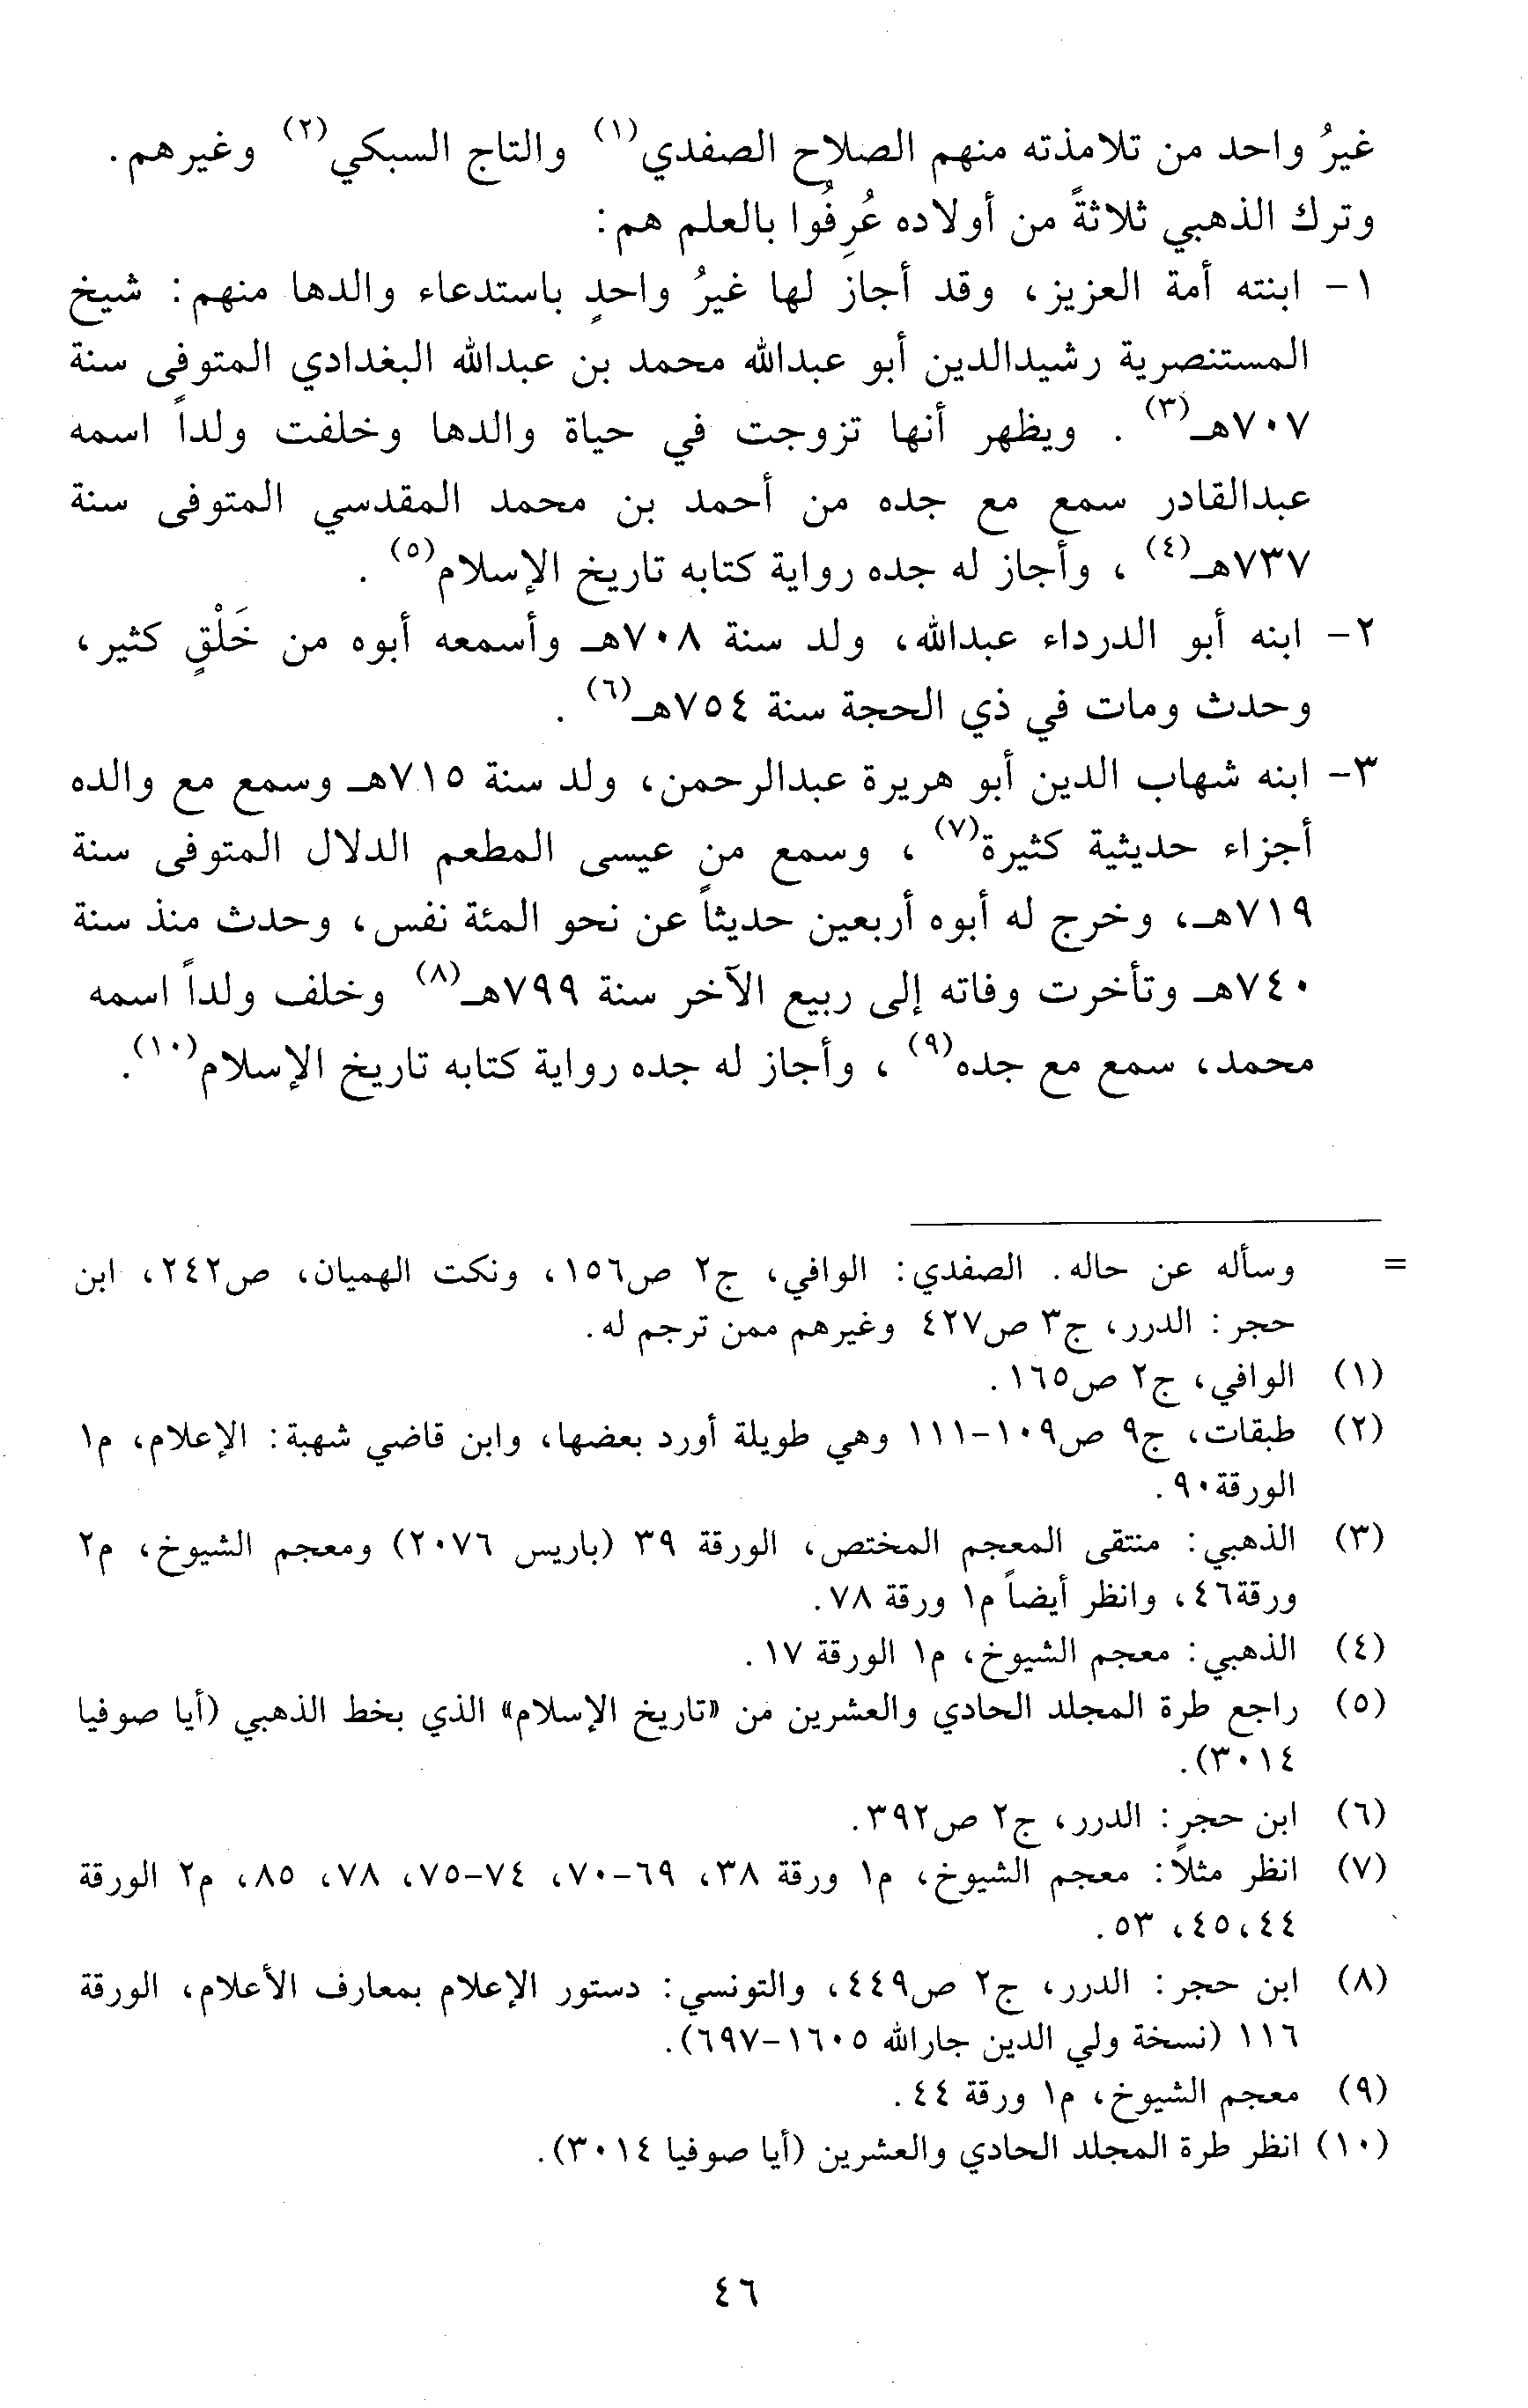 غيرُ واحد من تلامذته منهم الصلاح الصفدي(١) والتاج السبكي(٢) وغيرهم.
وترك الذهبي ثلاثةً من أولاده عُرِفُوا بالعلم هم:
١- ابنته أمة العزيز، وقد أجاز لها غيرُ واحدٍ باستدعاء والدها منهم: شيخ
المستنصرية رشيدالدين أبو عبدالله محمد بن عبدالله البغدادي المتوفى سنة
٧٠٧هـ(٣) . ويظهر أنها تزوجت في حياة والدها وخلفت ولداً اسمه
عبدالقادر سمع مع جده من أحمد بن محمد المقدسي المتوفى سنة
٧٣٧هـ(٤) ، وأجاز له جده رواية كتابه تاريخ الإسلام(٥) .
٢- ابنه أبو الدرداء عبدالله، ولد سنة ٧٠٨هـ وأسمعه أبوه من خَلْقٍ كثير،
وحدث ومات في ذي الحجة سنة ٧٥٤هـ(٦) .
٣- ابنه شهاب الدين أبو هريرة عبدالرحمن، ولد سنة ٧١٥هـ وسمع مع والده
أجزاء حديثية كثيرة(٧) ، وسمع من عيسى المطعم الدلال المتوفى سنة
٧١٩هـ، وخرج له أبوه أربعين حديثاً عن نحو المئة نفس، وحدث منذ سنة
٧٤٠هـ وتأخرت وفاته إلى ربيع الآخر سنة ٧٩٩هـ(٨) وخلف ولداً اسمه
محمد، سمع مع جده(٩) ، وأجاز له جده رواية كتابه تاريخ الإسلام(١٠).
= وسأله عن حاله. الصفدي: الوافي، ج٢ ص١٥٦، ونكت الهميان، ص٢٤٢، ابن
حجر: الدرر، ج٣ ص٤٢٧ وغيرهم ممن ترجم له.
(١) الوافي، ج٢ ص١٦٥.
(٢) طبقات، ج٩ ص١٠٩-١١١ وهي طويلة أورد بعضها، وابن قاضي شهبة: الإعلام، م١
الورقة٩٠.
(٣) الذهبي: منتقى المعجم المختص، الورقة ٣٩ (باريس ٢٠٧٦) ومعجم الشيوخ، م٢
ورقة٤٦، وانظر أيضاً م١ ورقة ٧٨.
(٤) الذهبي: معجم الشيوخ، م١ الورقة ١٧.
(٥) راجع طرة المجلد الحادي والعشرين من «تاريخ الإسلام» الذي بخط الذهبي (أيا صوفيا
٣٠١٤).
(٦) ابن حجرٍ: الدرر، ج٢ ص٣٩٢.
(٧) انظر مثلاً: معجم الشيوخ، م١ ورقة ٣٨، ٦٩-٧٠، ٧٤-٧٥، ٧٨، ٨٥، م٢ الورقة
٤٤،٤٥، ٥٣.
(٨) ابن حجر: الدرر، ج٢ ص٤٤٩، والتونسي: دستور الإعلام بمعارف الأعلام، الورقة
١١٦ (نسخة ولي الدين جارالله ١٦٠٥-٦٩٧).
(٩) معجم الشيوخ، م١ ورقة ٤٤.
(١٠) انظر طرة المجلد الحادي والعشرين (أيا صوفيا ٣٠١٤).
٤٦